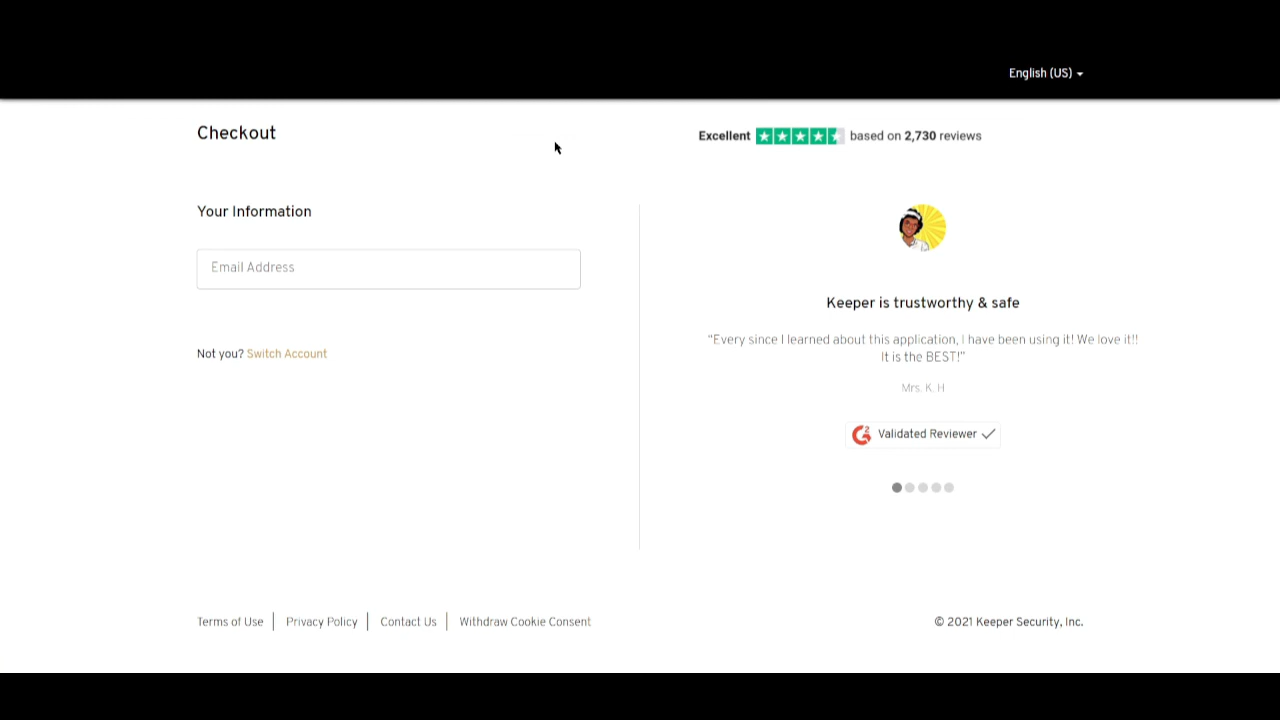 English (US)
Checkout
Excellent based on 2,730 reviews
Your Information
Email Address
Not you? Switch Account
Keeper is trustworthy & safe
"Every since I learned about this application, I have been using it! We love it!!
It is the BEST!"
Mrs. K. H
G2 Validated Reviewer
Terms of Use
Privacy Policy
Contact Us
Withdraw Cookie Consent
© 2021 Keeper Security, Inc.